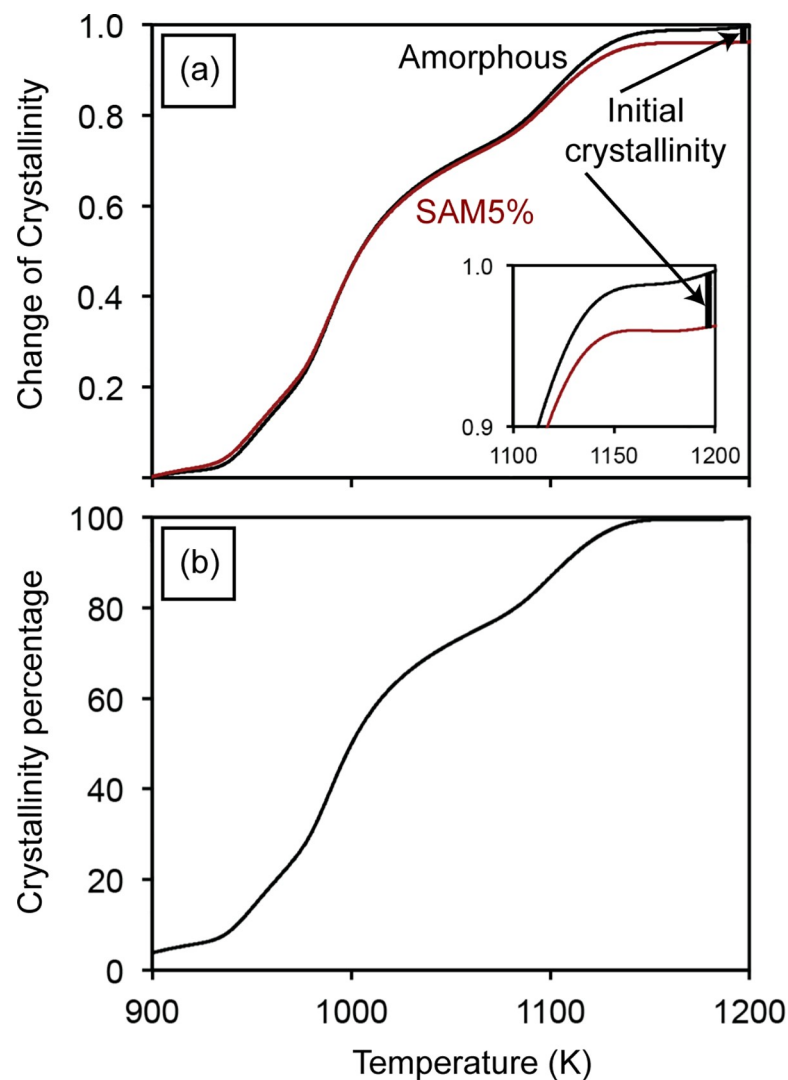 (a)
Change of Crystallinity
1.0
0.8
0.6
0.4
0.2
Amorphous
Initial
crystallinity
SAM5%
1.0
0.9
1100
1150
1200
(b)
Crystallinity percentage
100
80
60
40
20
0
900
1000
1100
1200
Temperature (K)